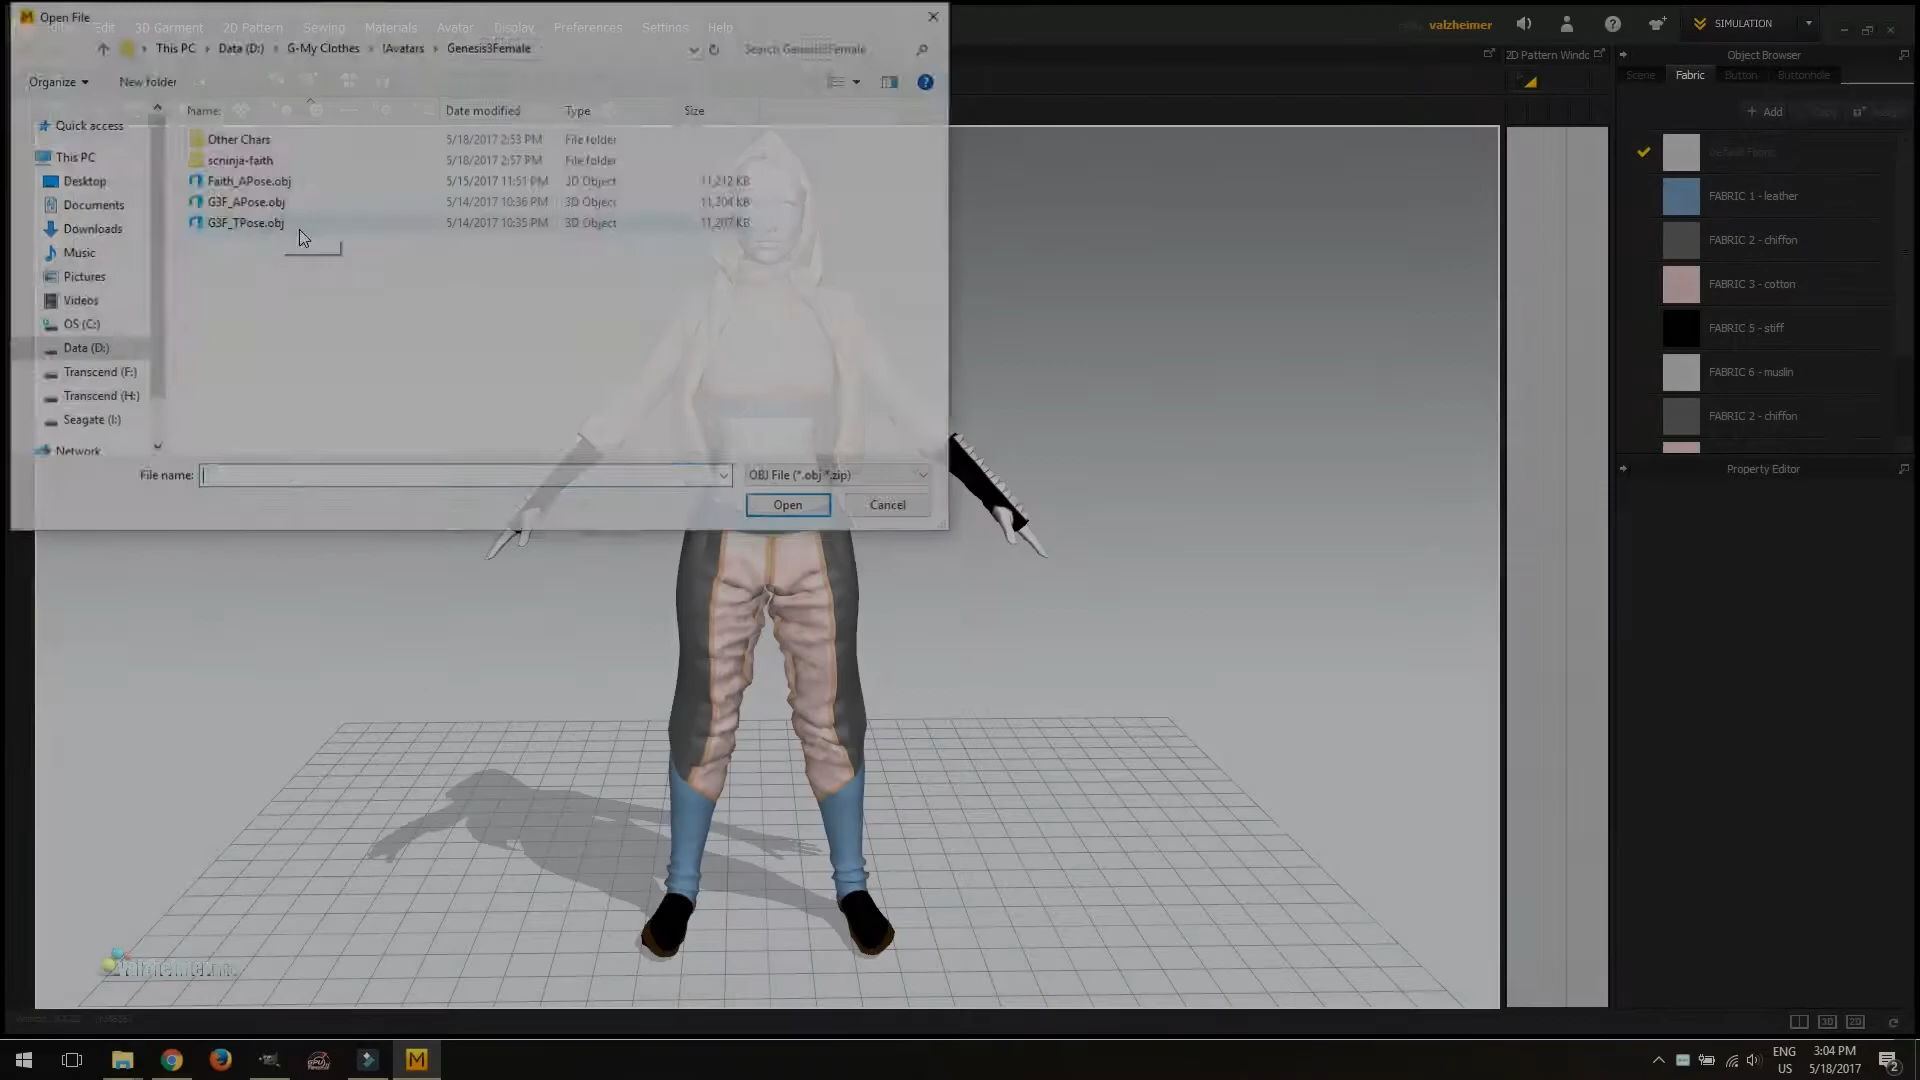 Open File
Edit 3D Garment 2D Pattern Sewing Materials Avatar Display Preferences Settings Help
valzheimer
SIMULATION
This PC Data (D:) G-My Clothes !Avatars Genesis3Female
Search Genesis3Female
2D Pattern Windc
Object Browser
Scene Fabric Button Buttonhole
Organize New folder
Add Copy Assign
Name: Date modified Type Size
Other Chars 5/18/2017 2:53 PM File folder
scninja-faith 5/18/2017 2:57 PM File folder
Faith_APose.obj 5/15/2017 11:51 PM 3D Object 11,212 KB
G3F_APose.obj 5/14/2017 10:36 PM 3D Object 11,204 KB
G3F_TPose.obj 5/14/2017 10:35 PM 3D Object 11,207 KB
Quick access
This PC
Desktop
Documents
Downloads
Music
Pictures
Videos
OS (C:)
Data (D:)
Transcend (F:)
Transcend (H:)
Seagate (I:)
Network
Default Fabric
FABRIC 1 - leather
FABRIC 2 - chiffon
FABRIC 3 - cotton
FABRIC 5 - stiff
FABRIC 6 - muslin
FABRIC 2 - chiffon
File name: OBJ File (*.obj *.zip)
Open Cancel
Property Editor
3D 2D
M
ENG
US
3:04 PM
5/18/2017
2